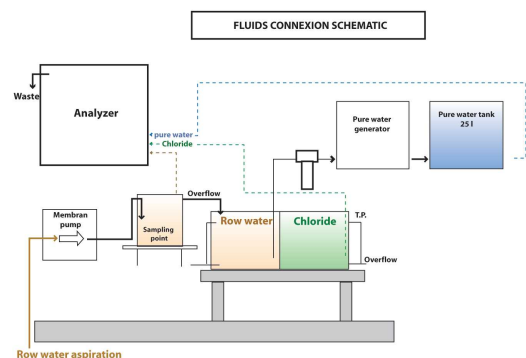 FLUIDS CONNEXION SCHEMATIC
Waste
Analyzer
pure water
Chloride
Pure water
generator
Pure water tank
25 l
Membran
pump
Sampling
point
Overflow
Row water
Chloride
T.P.
Overflow
Row water aspiration